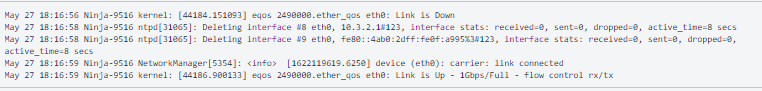 May 27 18:16:56 Ninja-9516 kernel: [44184.151093] eqos 2490000.ether_qos eth0: Link is Down
May 27 18:16:58 Ninja-9516 ntpd[31065]: Deleting interface #8 eth0, 10.3.2.1#123, interface stats: received=0, sent=0, dropped=0, active_time=8 secs
May 27 18:16:58 Ninja-9516 ntpd[31065]: Deleting interface #9 eth0, fe80::4ab0:2dff:fe0f:a995%3#123, interface stats: received=0, sent=0, dropped=0,
active_time=8 secs
May 27 18:16:59 Ninja-9516 NetworkManager[5354]: <info>  [1622119619.6250] device (eth0): carrier: link connected
May 27 18:16:59 Ninja-9516 kernel: [44186.900133] eqos 2490000.ether_qos eth0: Link is Up - 1Gbps/Full - flow control rx/tx